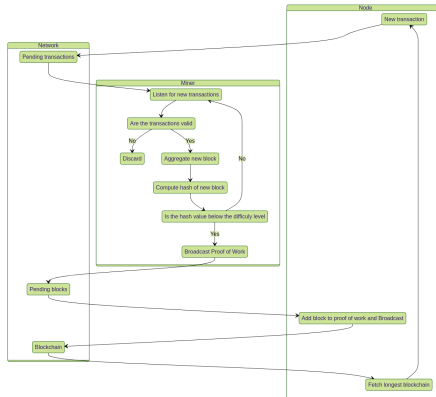 Node
New transaction
Network
Pending transactions
Miner
Listen for new transactions
Are the transactions valid
No
Yes
Discard
Aggregate new block
No
Compute hash of new block
Is the hash value below the difficuly level
Yes
Broadcast Proof of Work
Pending blocks
Add block to proof of work and Broadcast
Blockchain
Fetch longest blockchain